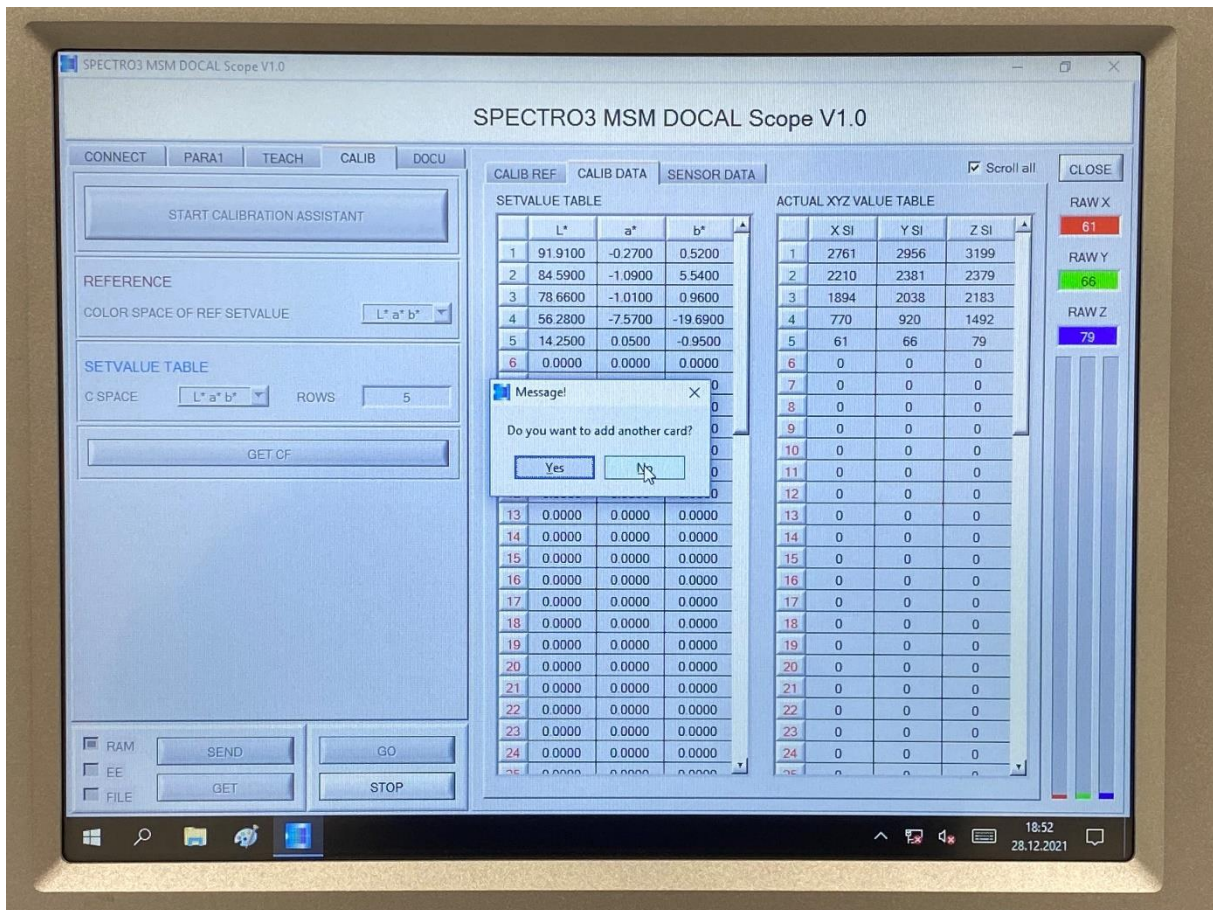 SPECTRO3 MSM DOCAL Scope V1.0
SPECTRO3 MSM DOCAL Scope V1.0
CONNECT PARA1 TEACH CALIB DOCU
START CALIBRATION ASSISTANT
REFERENCE
COLOR SPACE OF REF SETVALUE L* a* b*
SETVALUE TABLE
C SPACE L* a* b* ROWS 5
GET CF
RAM SEND GO
EE
GET STOP
FILE
CALIB REF CALIB DATA SENSOR DATA
Scroll all
SETVALUE TABLE
L* a* b*
1 91.9100 -0.2700 0.5200
2 84.5900 -1.0900 5.5400
3 78.6600 -1.0100 0.9600
4 56.2800 -7.5700 -19.6900
5 14.2500 0.0500 -0.9500
6 0.0000 0.0000 0.0000
Message!
Do you want to add another card?
Yes No
13 0.0000 0.0000 0.0000
14 0.0000 0.0000 0.0000
15 0.0000 0.0000 0.0000
16 0.0000 0.0000 0.0000
17 0.0000 0.0000 0.0000
18 0.0000 0.0000 0.0000
19 0.0000 0.0000 0.0000
20 0.0000 0.0000 0.0000
21 0.0000 0.0000 0.0000
22 0.0000 0.0000 0.0000
23 0.0000 0.0000 0.0000
24 0.0000 0.0000 0.0000
ACTUAL XYZ VALUE TABLE
X SI Y SI Z SI
1 2761 2956 3199
2 2210 2381 2379
3 1894 2038 2183
4 770 920 1492
5 61 66 79
6 0 0 0
7 0 0 0
8 0 0 0
9 0 0 0
10 0 0 0
11 0 0 0
12 0 0 0
13 0 0 0
14 0 0 0
15 0 0 0
16 0 0 0
17 0 0 0
18 0 0 0
19 0 0 0
20 0 0 0
21 0 0 0
22 0 0 0
23 0 0 0
24 0 0 0
CLOSE
RAW X
61
RAW Y
66
RAW Z
79
18:52
28.12.2021